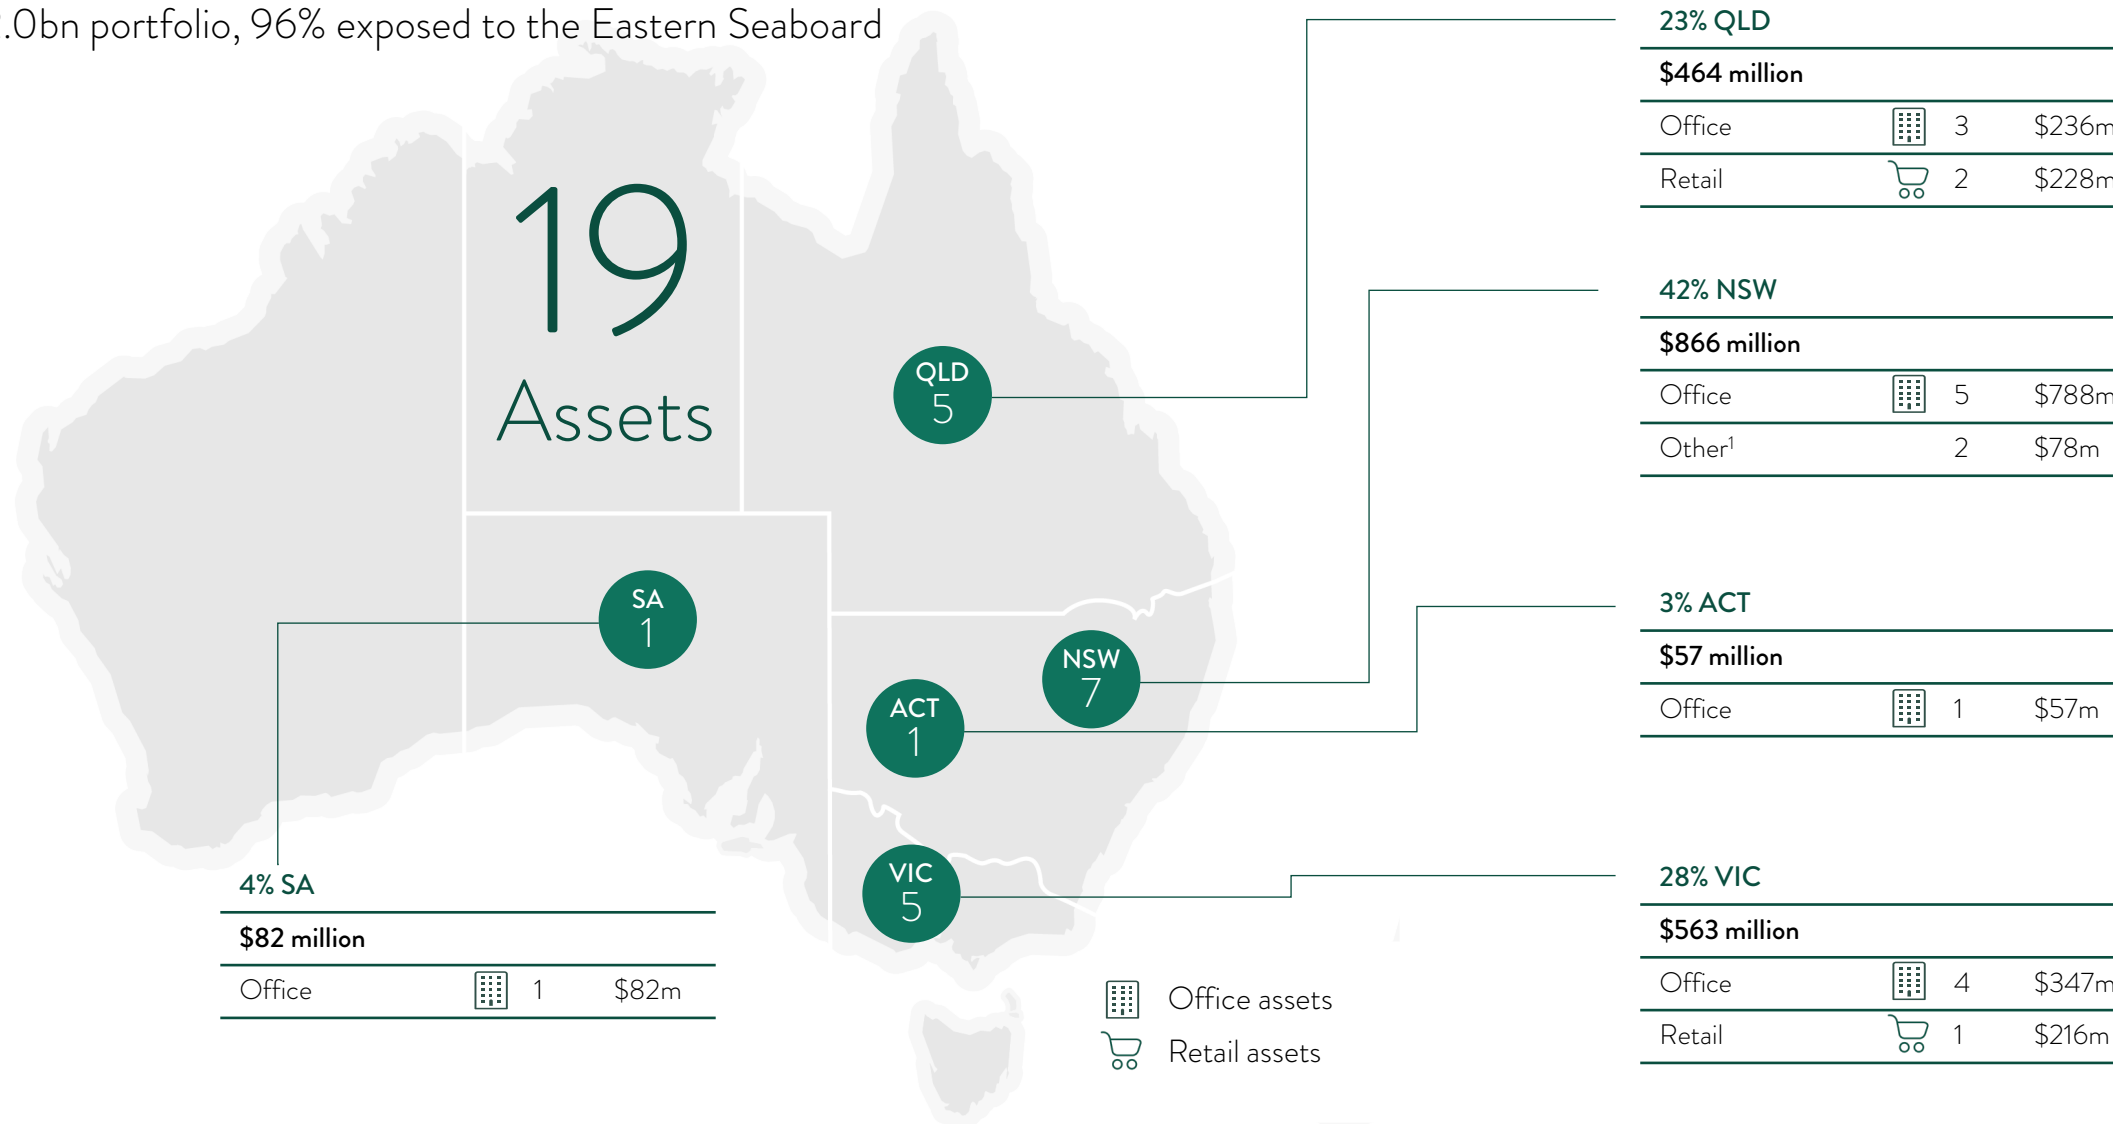 .0bn portfolio, 96% exposed to the Eastern Seaboard
19
Assets
QLD
5
SA
1
NSW
7
ACT
1
VIC
5
23% QLD
$464 million
Office 3 $236m
Retail 2 $228m
42% NSW
$866 million
Office 5 $788m
Other¹ 2 $78m
3% ACT
$57 million
Office 1 $57m
28% VIC
$563 million
Office 4 $347m
Retail 1 $216m
4% SA
$82 million
Office 1 $82m
Office assets
Retail assets